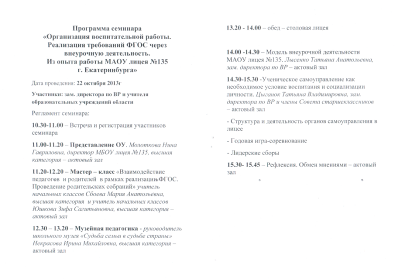 Программа семинара
«Организация воспитательной работы.
Реализация требований ФГОС через
внеурочную деятельность.
Из опыта работы МАОУ лицея №135
г. Екатеринбурга»
Дата проведения: 22 октября 2013г
Участники: зам. директора по ВР и учителя
образовательных учреждений области
Регламент семинара:
10.30-11.00 – Встречи и регистрация участников
семинара
11.00-11.20 – Представление ОУ. Молоткова Нина
Гавриловна, директор МБОУ лицея №135, высшая
категория – актовый зал
11.20-12.20 – Мастер – класс «Взаимодействие
педагогов и родителей в рамках реализации ФГОС.
Проведение родительских собраний» учитель
начальных классов Сбоева Мария Анатольевна,
высшая категория и учитель начальных классов
Юшкова Зифа Салитьяновна, высшая категория –
актовый зал
12.30 – 13.20 – Музейная педагогика - руководитель
школьного музея «Судьба семьи в судьбе страны»
Некрасова Ирина Михайловна, высшая категория –
актовый зал
13.20 – 14.00 – обед – столовая лицея
14.00 -14.30 – Модель внеурочной деятельности
МАОУ лицея №135. Лысенко Татьяна Анатольевна,
зам. директора по ВР – актовый зал
14.30-15.30 -Ученическое самоуправление как
необходимое условие воспитания и социализации
личности. Цыганок Татьяна Владимировна, зам.
директора по ВР и члены Совета старшеклассников
– актовый зал
- Структура и деятельность органов самоуправления в
лицее
- Годовая игра-соревнование
- Лидерские сборы
15.30- 15.45 – Рефлексия. Обмен мнениями – актовый
зал